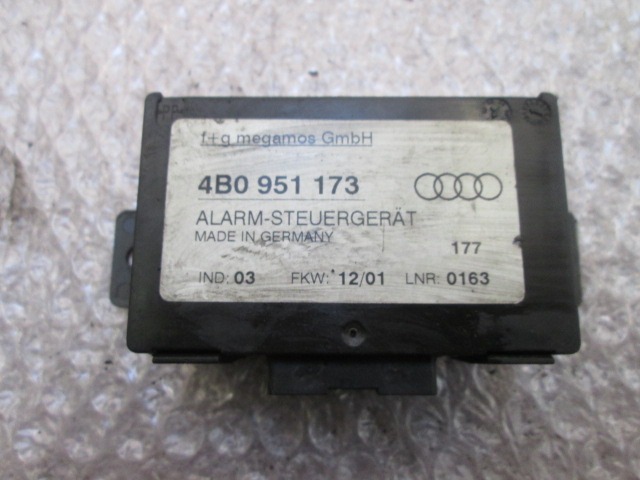 f+g megamos GmbH
4B0 951 173
ALARM-STEUERGERÄT
MADE IN GERMANY
177
IND: 03 FKW: 12/01 LNR: 0163